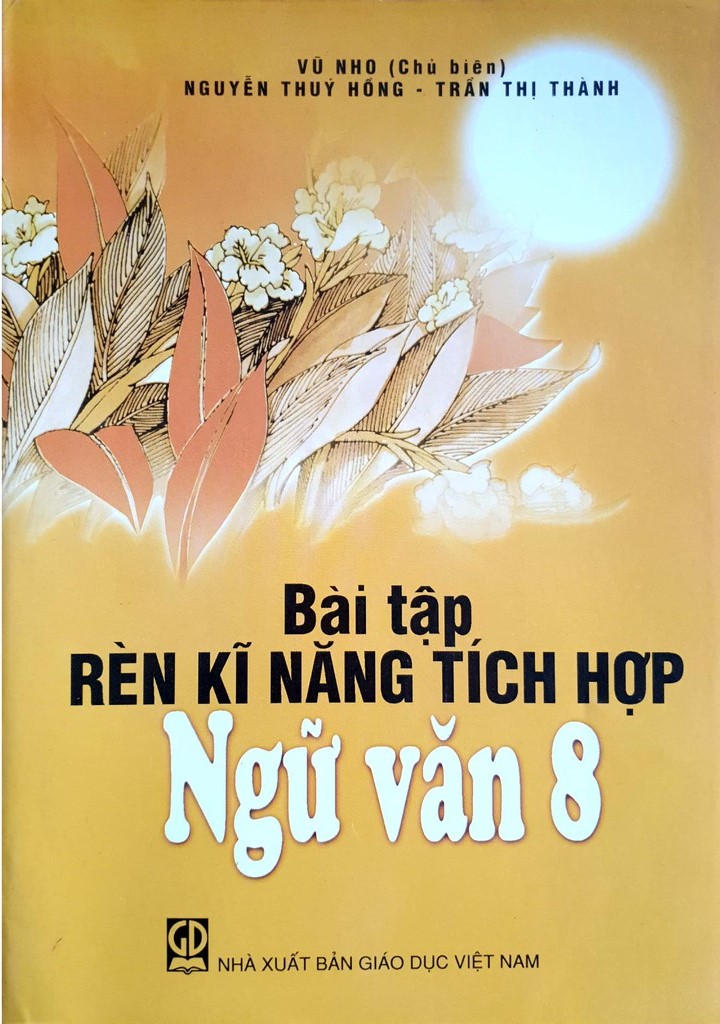 VŨ NHO (Chủ biên)
NGUYỄN THUÝ HỒNG - TRẦN THỊ THÀNH
Bài tập
RÈN KĨ NĂNG TÍCH HỢP
Ngữ văn 8
GD NHÀ XUẤT BẢN GIÁO DỤC VIỆT NAM